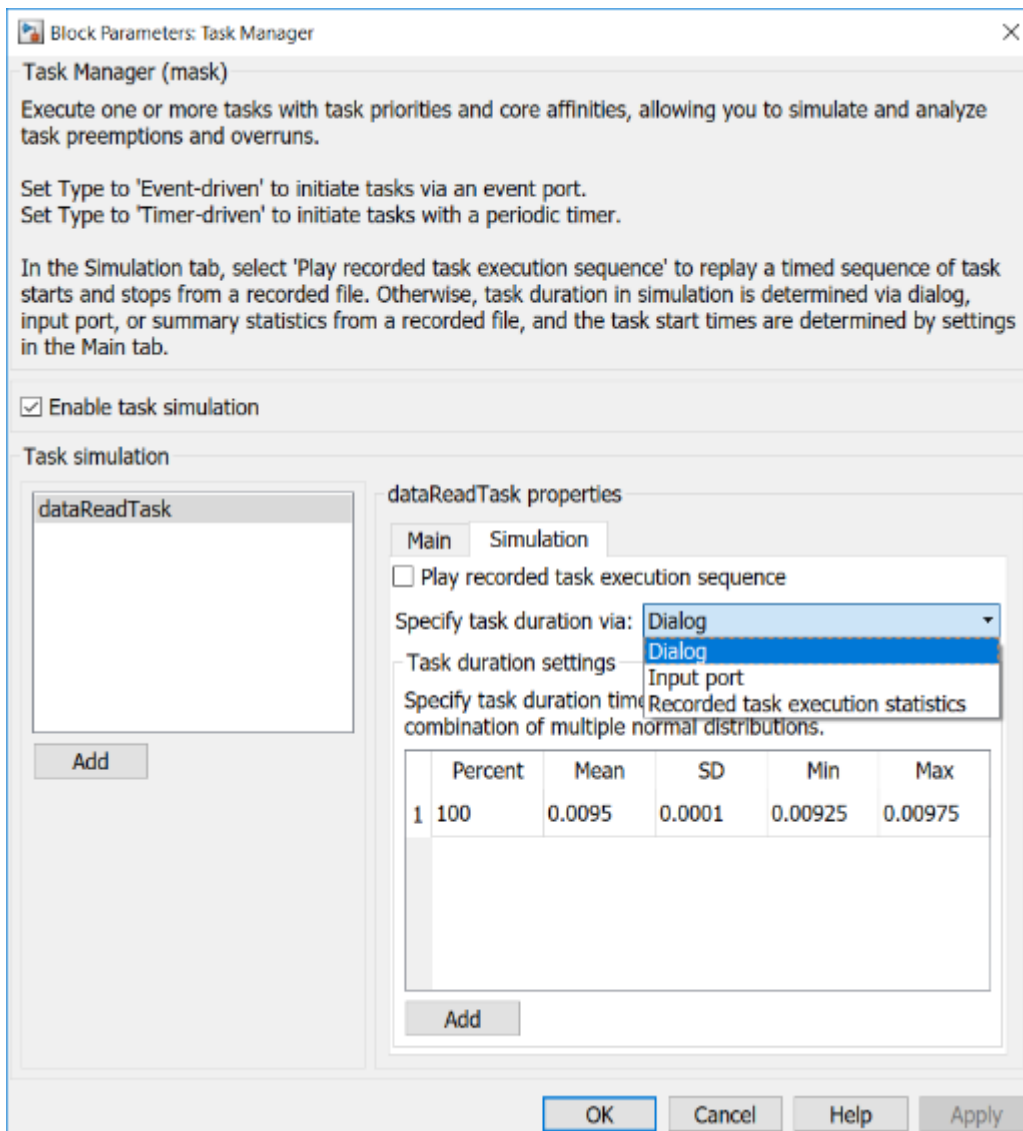 Block Parameters: Task Manager
Task Manager (mask)
Execute one or more tasks with task priorities and core affinities, allowing you to simulate and analyze
task preemptions and overruns.
Set Type to 'Event-driven' to initiate tasks via an event port.
Set Type to 'Timer-driven' to initiate tasks with a periodic timer.
In the Simulation tab, select 'Play recorded task execution sequence' to replay a timed sequence of task
starts and stops from a recorded file. Otherwise, task duration in simulation is determined via dialog,
input port, or summary statistics from a recorded file, and the task start times are determined by settings
in the Main tab.
Enable task simulation
Task simulation
dataReadTask
Add
dataReadTask properties
Main Simulation
Play recorded task execution sequence
Specify task duration via: Dialog
Dialog
Input port
Recorded task execution statistics
Task duration settings
Specify task duration
combination of multiple normal distributions.
Percent Mean SD Min Max
1 100 0.0095 0.0001 0.00925 0.00975
Add
OK Cancel Help Apply